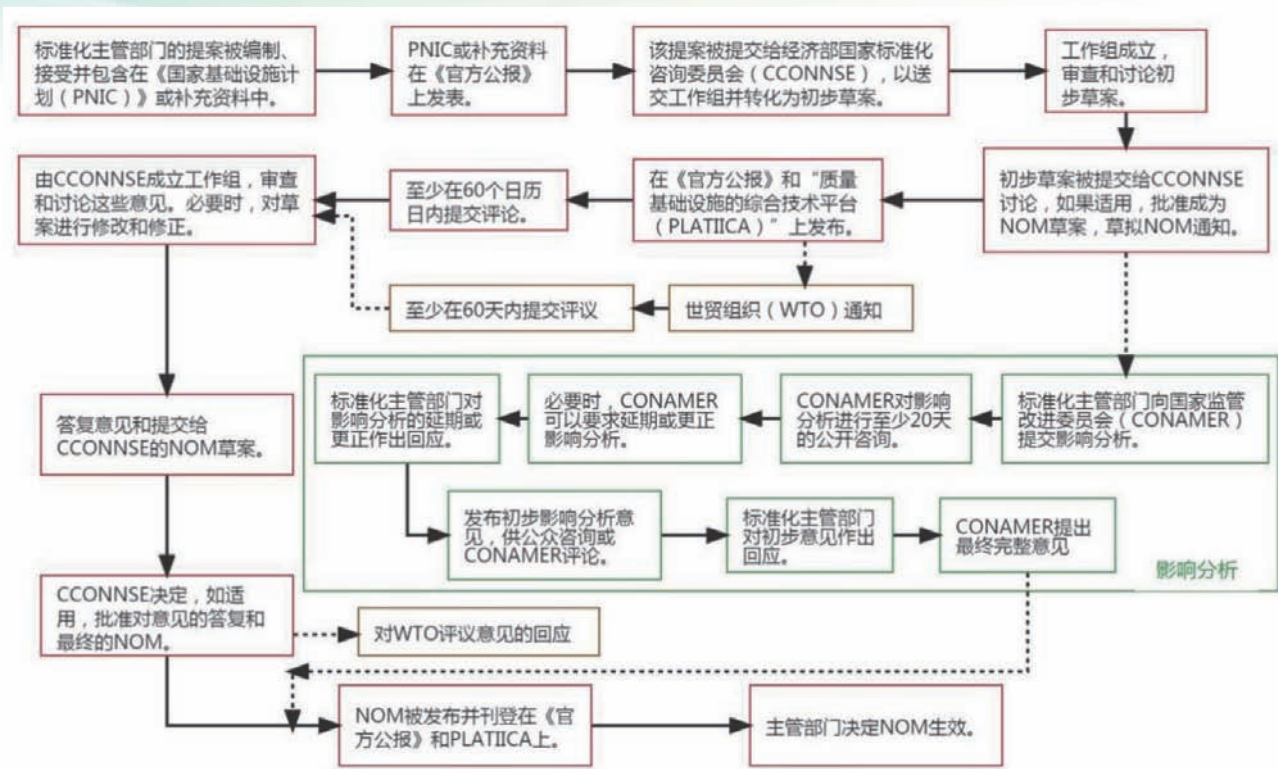 标准化主管部门的提案被编制、
接受并包含在《国家基础设施计
划（PNIC）》或补充资料中。
PNIC或补充资料
在《官方公报》
上发表。
该提案被提交给经济部国家标准化
咨询委员会（CCONNSE），以送
交工作组并转化为初步草案。
工作组成立，
审查和讨论初
步草案。
由CCONNSE成立工作组，审查
和讨论这些意见。必要时，对草
案进行修改和修正。
至少在60个日历
日内提交评论。
在《官方公报》和“质量
基础设施的综合技术平台
（PLATIICA）”上发布。
初步草案被提交给CCONNSE
讨论，如果适用，批准成为
NOM草案，草拟NOM通知。
至少在60天内提交评议
世贸组织（WTO）通知
标准化主管部门对
影响分析的延期或
更正作出回应。
必要时，CONAMER
可以要求延期或更正
影响分析。
CONAMER对影响
分析进行至少20天
的公开咨询。
标准化主管部门向国家监管
改进委员会（CONAMER）
提交影响分析。
答复意见和提交给
CCONNSE的NOM草案。
发布初步影响分析意
见，供公众咨询或
CONAMER评论。
标准化主管部门
对初步意见作出
回应。
CONAMER提出
最终完整意见
影响分析
CCONNSE决定，如适
用，批准对意见的答复和
最终的NOM。
对WTO评议意见的回应
NOM被发布并刊登在《官
方公报》和PLATIICA上。
主管部门决定NOM生效。